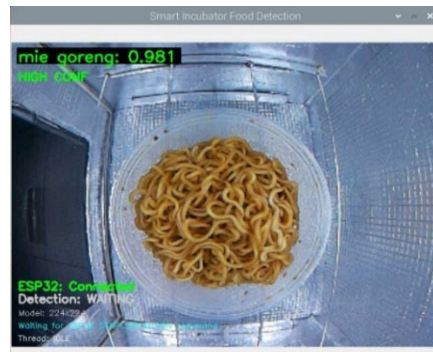 Smart Incubator Food Detection
mie goreng: 0.981
HIGH CONF
ESP32: Connected
Detection: WAITING
Model: 224x224
Waiting for
Thread: IDLE